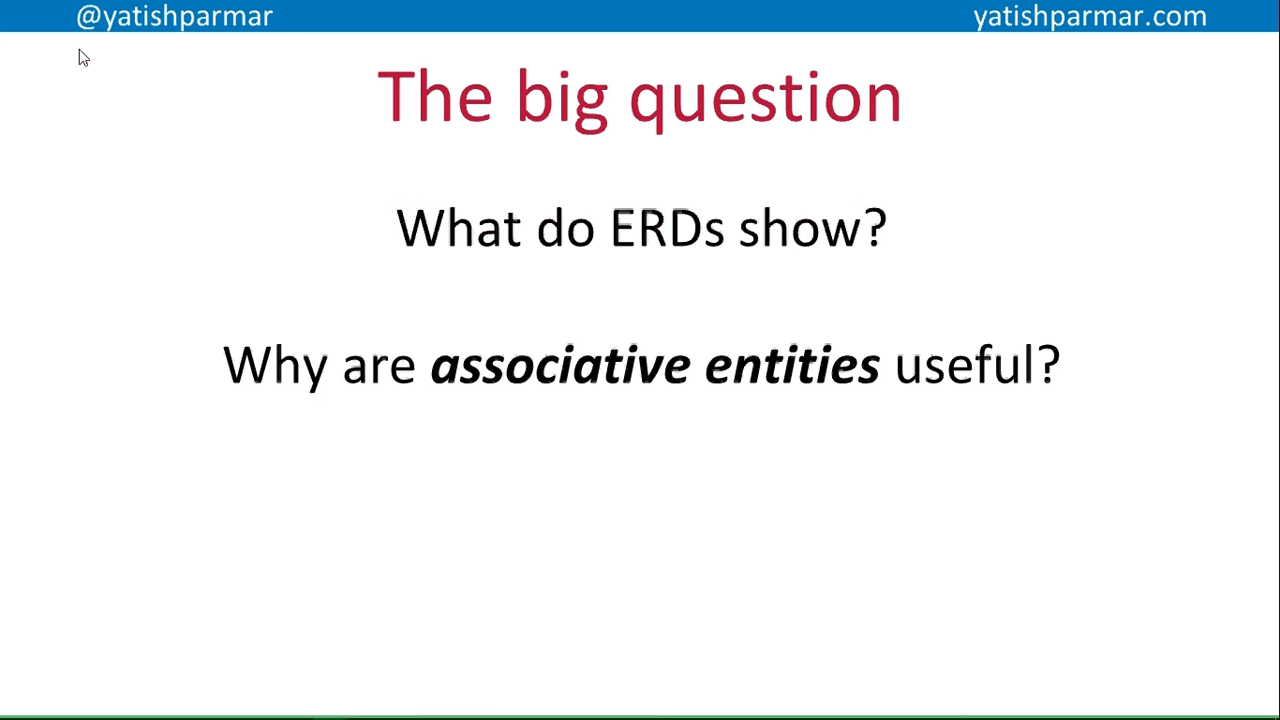 @yatishparmar
yatishparmar.com
The big question
What do ERDs show?
Why are associative entities useful?